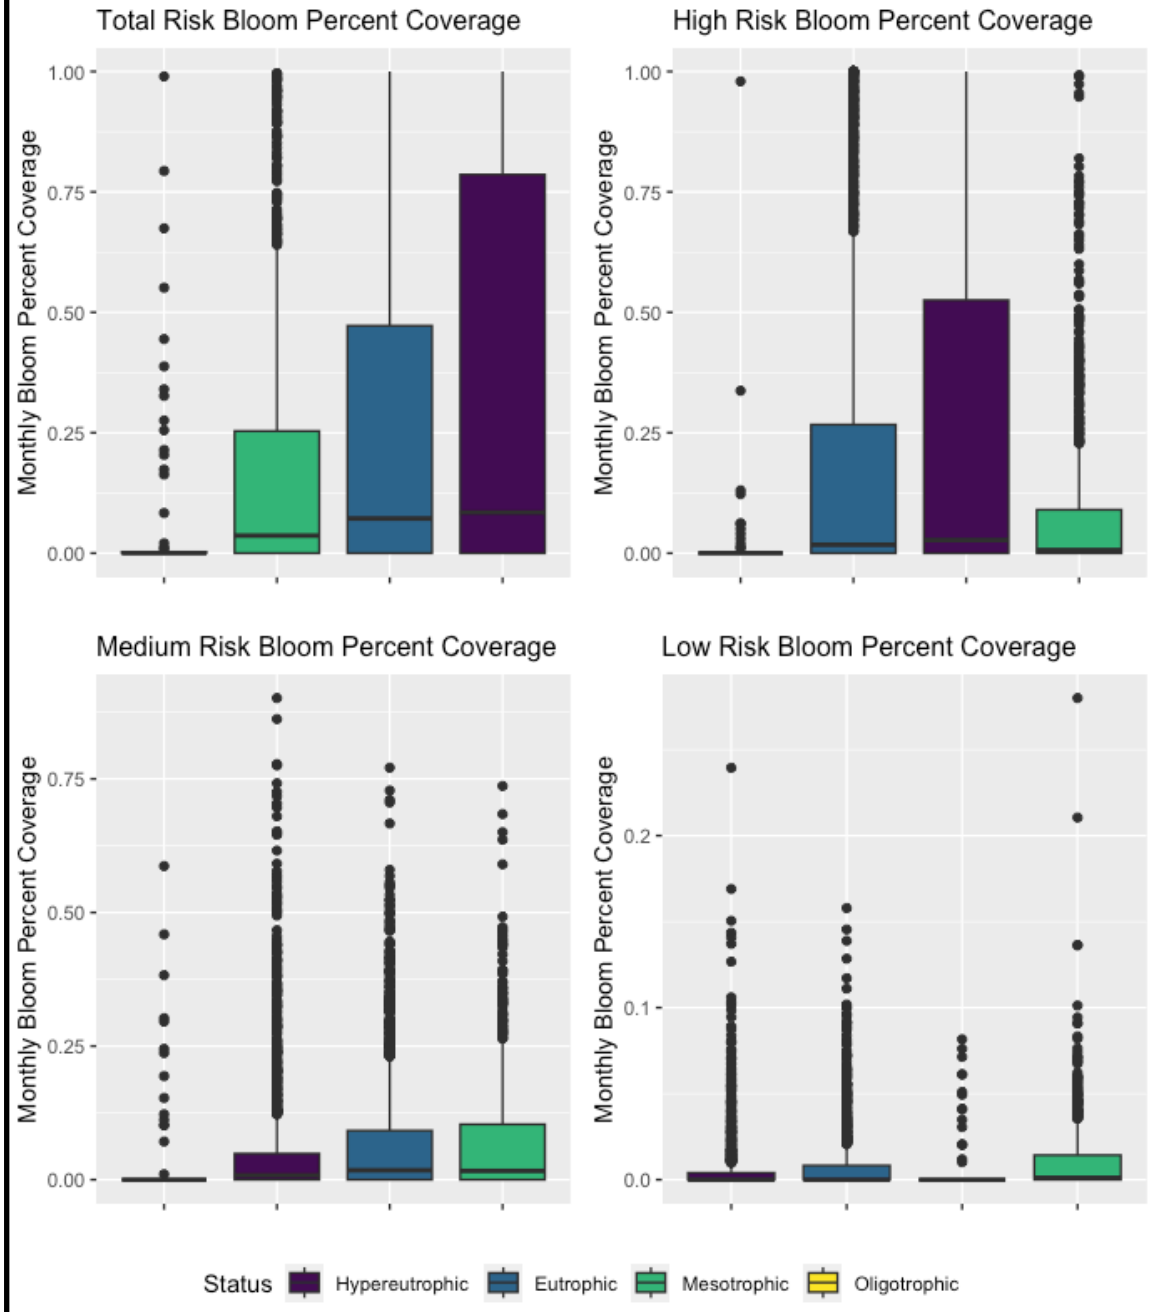 Total Risk Bloom Percent Coverage
Monthly Bloom Percent Coverage
1.00
0.75
0.50
0.25
0.00
High Risk Bloom Percent Coverage
Monthly Bloom Percent Coverage
1.00
0.75
0.50
0.25
0.00
Medium Risk Bloom Percent Coverage
Monthly Bloom Percent Coverage
0.75
0.50
0.25
0.00
Low Risk Bloom Percent Coverage
Monthly Bloom Percent Coverage
0.2
0.1
0.0
Status Hypereutrophic Eutrophic Mesotrophic Oligotrophic